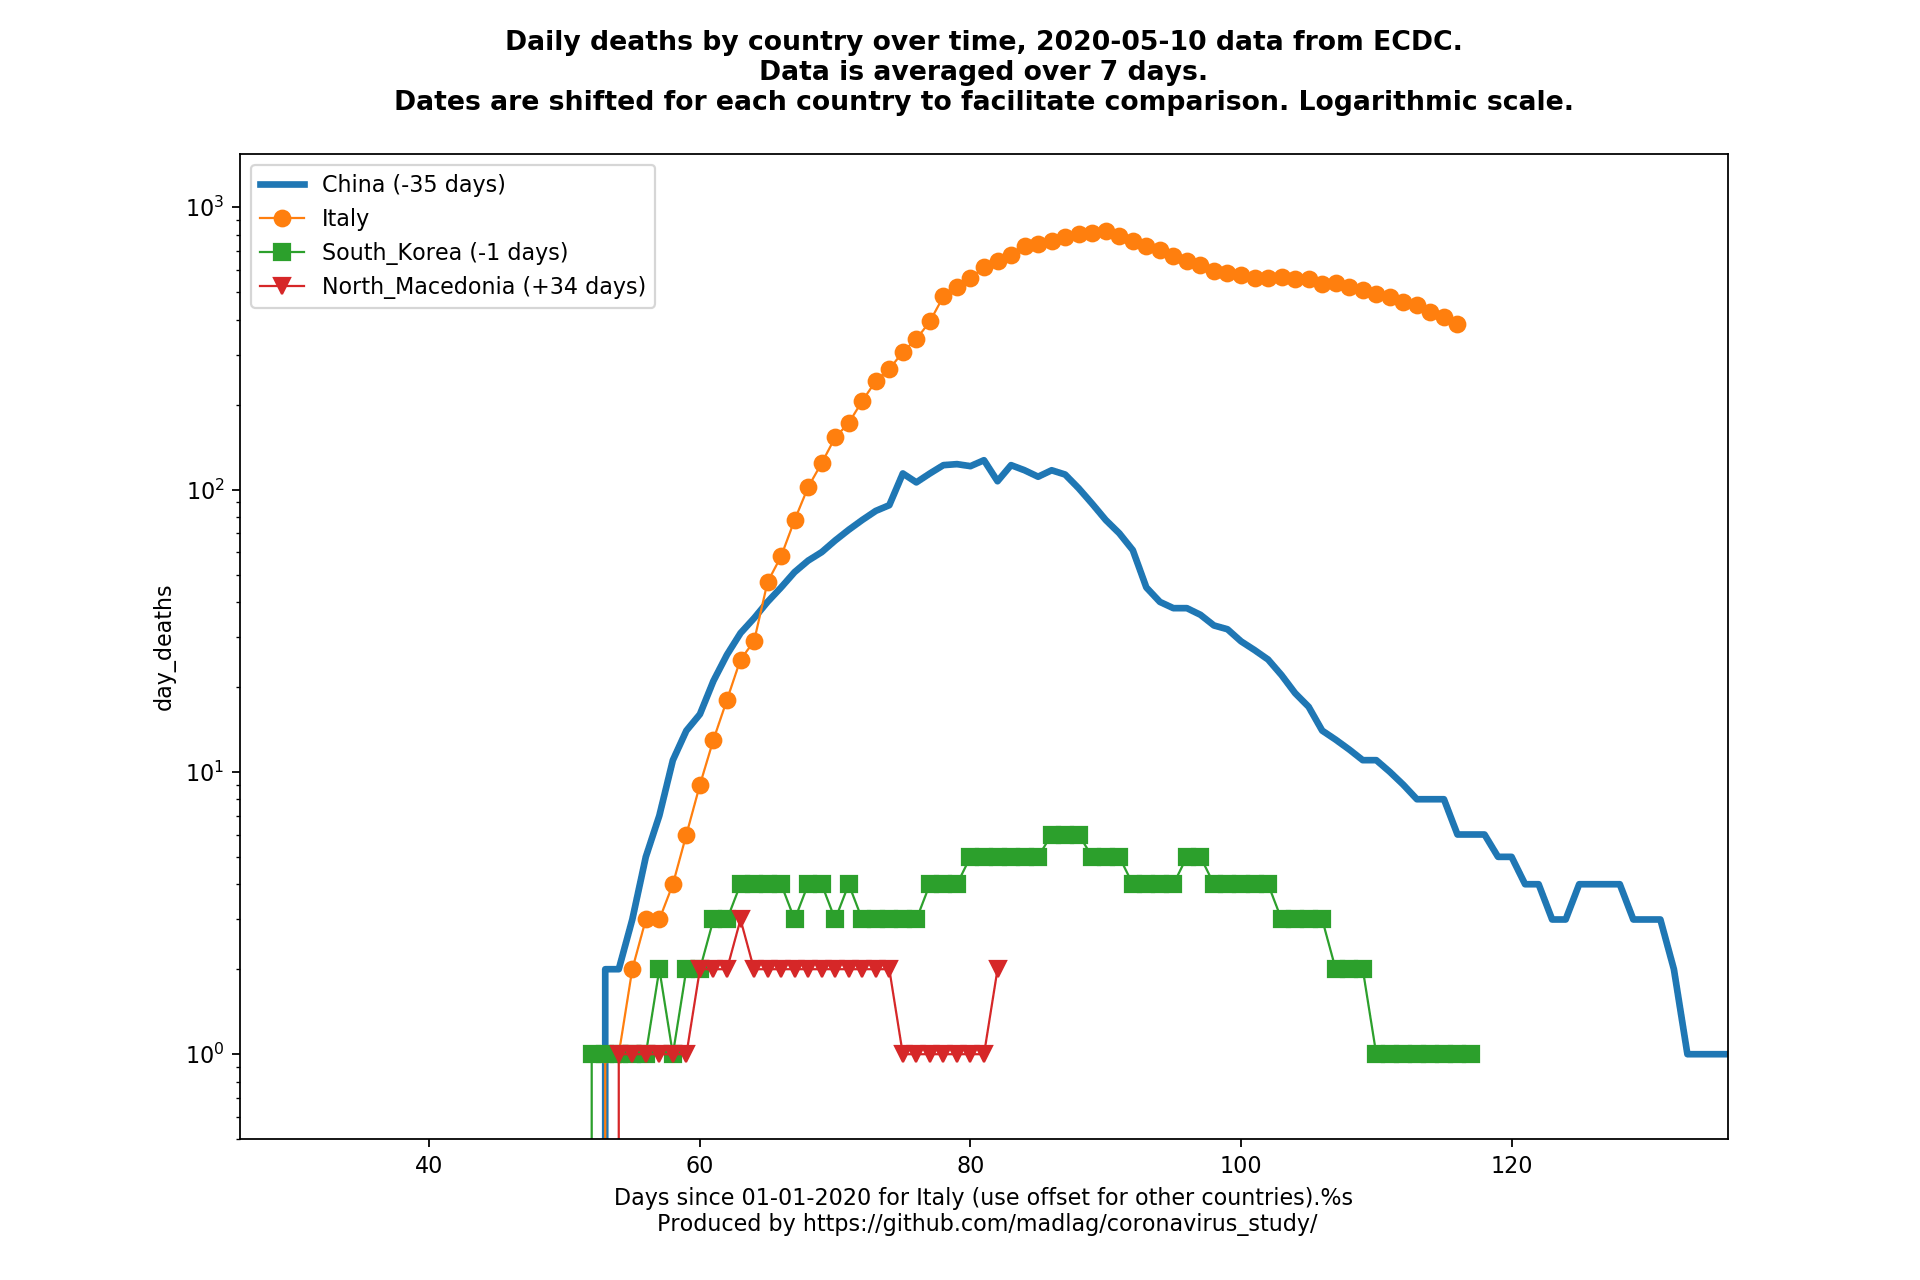 Daily deaths by country over time, 2020-05-10 data from ECDC.
Data is averaged over 7 days.
Dates are shifted for each country to facilitate comparison. Logarithmic scale.
China (-35 days)
Italy
South_Korea (-1 days)
North_Macedonia (+34 days)
10³
10²
10¹
10⁰
day_deaths
40 60 80 100 120
Days since 01-01-2020 for Italy (use offset for other countries).%s
Produced by https://github.com/madlag/coronavirus_study/